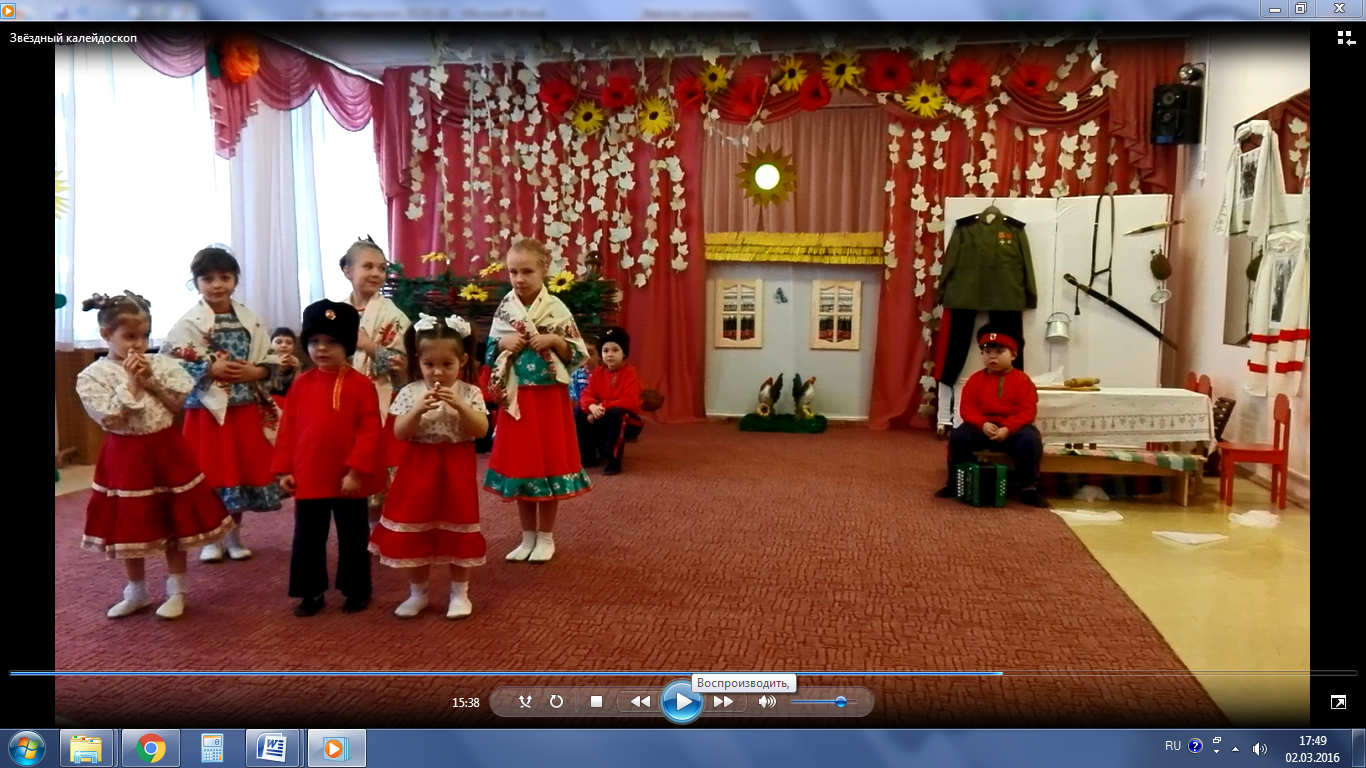 Звёздный калейдоскоп
Воспроизводить,
15:38
RU
17:49
02.03.2016